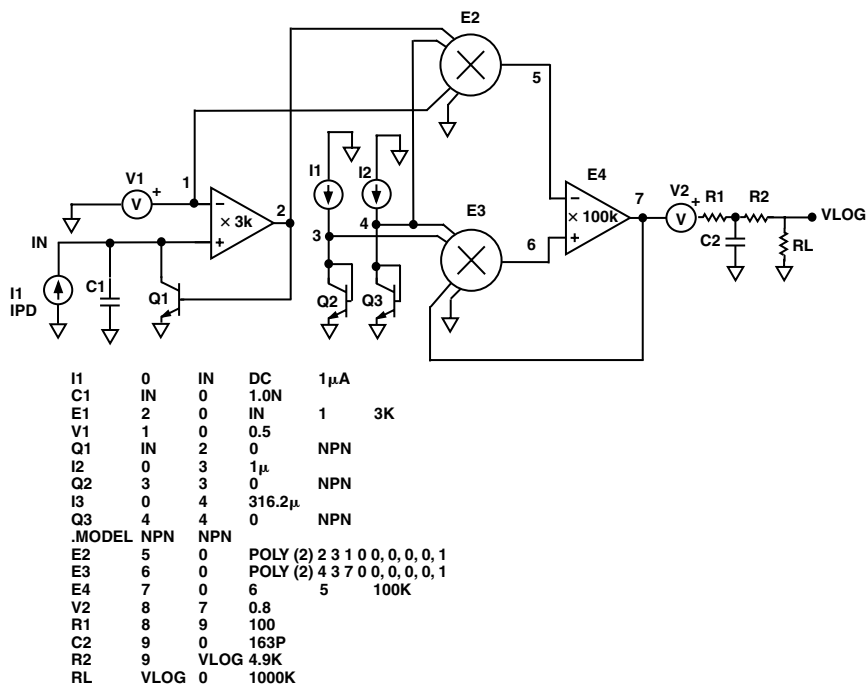 E2
5
I1
I2
E4
V1
1
V
+
−
× 3k
+
2
3
4
E3
6
−
× 100k
+
7
V2
V
+
R1
R2
VLOG
C2
RL
IN
I1
IPD
C1
Q1
Q2
Q3
I1 0 IN DC 1µA
C1 IN 0 1.0N
E1 2 0 IN 1 3K
V1 1 0 0.5
Q1 IN 2 0 NPN
I2 0 3 1µ
Q2 3 3 0 NPN
I3 0 4 316.2µ
Q3 4 4 0 NPN
.MODEL NPN NPN
E2 5 0 POLY (2) 2 3 1 0 0, 0, 0, 0, 1
E3 6 0 POLY (2) 4 3 7 0 0, 0, 0, 0, 1
E4 7 0 6 5 100K
V2 8 7 0.8
R1 8 9 100
C2 9 0 163P
R2 9 VLOG 4.9K
RL VLOG 0 1000K